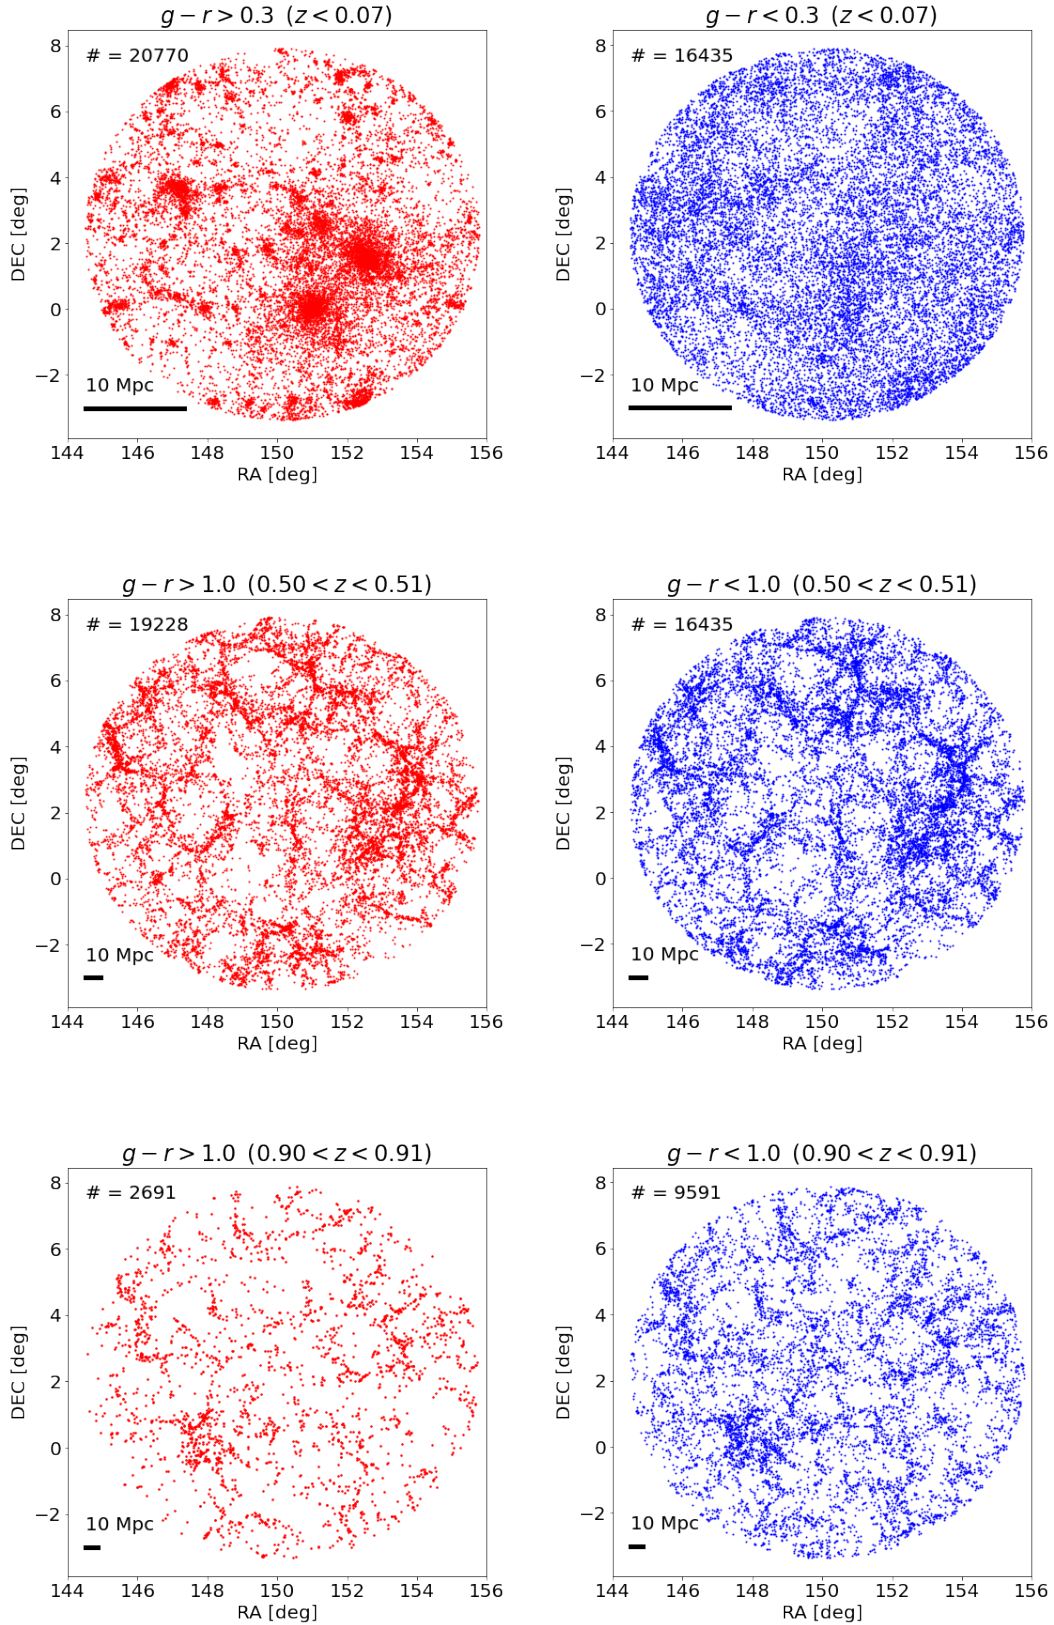 g − r > 0.3 (z < 0.07)
# = 20770
DEC [deg]
8
6
4
2
0
−2
10 Mpc
144 146 148 150 152 154 156
RA [deg]
g − r < 0.3 (z < 0.07)
# = 16435
DEC [deg]
8
6
4
2
0
−2
10 Mpc
144 146 148 150 152 154 156
RA [deg]
g − r > 1.0 (0.50 < z < 0.51)
# = 19228
DEC [deg]
8
6
4
2
0
−2
10 Mpc
144 146 148 150 152 154 156
RA [deg]
g − r < 1.0 (0.50 < z < 0.51)
# = 16435
DEC [deg]
8
6
4
2
0
−2
10 Mpc
144 146 148 150 152 154 156
RA [deg]
g − r > 1.0 (0.90 < z < 0.91)
# = 2691
DEC [deg]
8
6
4
2
0
−2
10 Mpc
144 146 148 150 152 154 156
RA [deg]
g − r < 1.0 (0.90 < z < 0.91)
# = 9591
DEC [deg]
8
6
4
2
0
−2
10 Mpc
144 146 148 150 152 154 156
RA [deg]